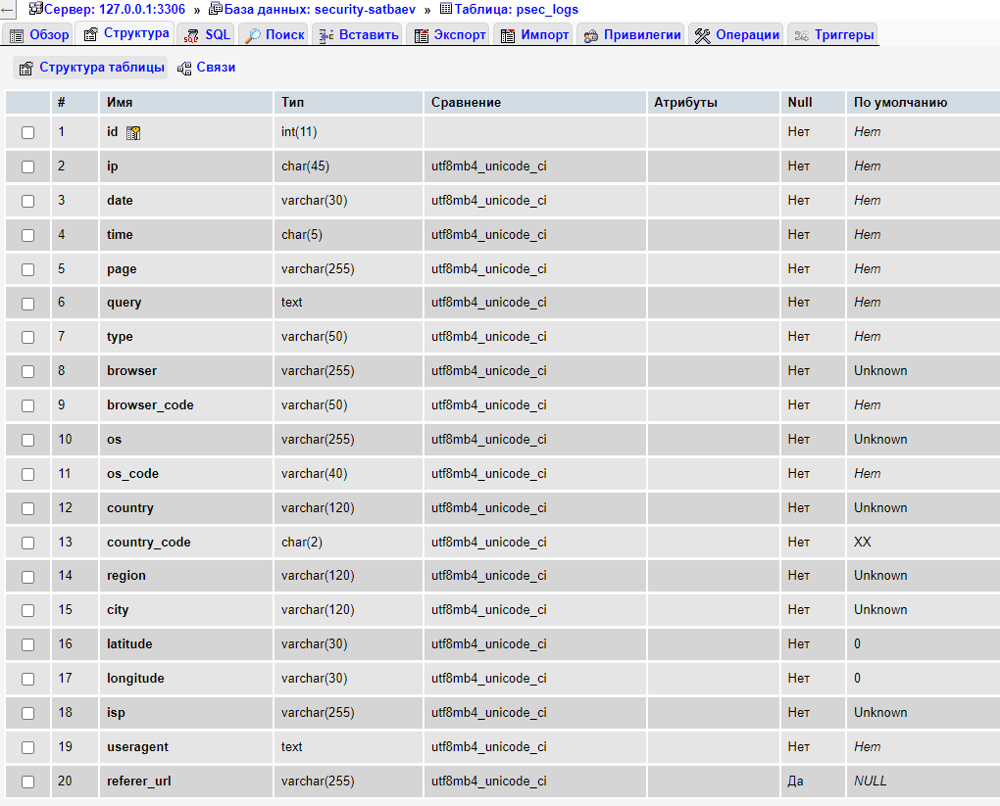 Сервер: 127.0.0.1:3306 » База данных: security-satbaev » Таблица: psec_logs
Обзор Структура SQL Поиск Вставить Экспорт Импорт Привилегии Операции Триггеры
Структура таблицы Связи
# Имя Тип Сравнение Атрибуты Null По умолчанию
1 id int(11) Нет Нет
2 ip char(45) utf8mb4_unicode_ci Нет Нет
3 date varchar(30) utf8mb4_unicode_ci Нет Нет
4 time char(5) utf8mb4_unicode_ci Нет Нет
5 page varchar(255) utf8mb4_unicode_ci Нет Нет
6 query text utf8mb4_unicode_ci Нет Нет
7 type varchar(50) utf8mb4_unicode_ci Нет Нет
8 browser varchar(255) utf8mb4_unicode_ci Нет Unknown
9 browser_code varchar(50) utf8mb4_unicode_ci Нет Нет
10 os varchar(255) utf8mb4_unicode_ci Нет Unknown
11 os_code varchar(40) utf8mb4_unicode_ci Нет Нет
12 country varchar(120) utf8mb4_unicode_ci Нет Unknown
13 country_code char(2) utf8mb4_unicode_ci Нет XX
14 region varchar(120) utf8mb4_unicode_ci Нет Unknown
15 city varchar(120) utf8mb4_unicode_ci Нет Unknown
16 latitude varchar(30) utf8mb4_unicode_ci Нет 0
17 longitude varchar(30) utf8mb4_unicode_ci Нет 0
18 isp varchar(255) utf8mb4_unicode_ci Нет Unknown
19 useragent text utf8mb4_unicode_ci Нет Нет
20 referer_url varchar(255) utf8mb4_unicode_ci Да NULL